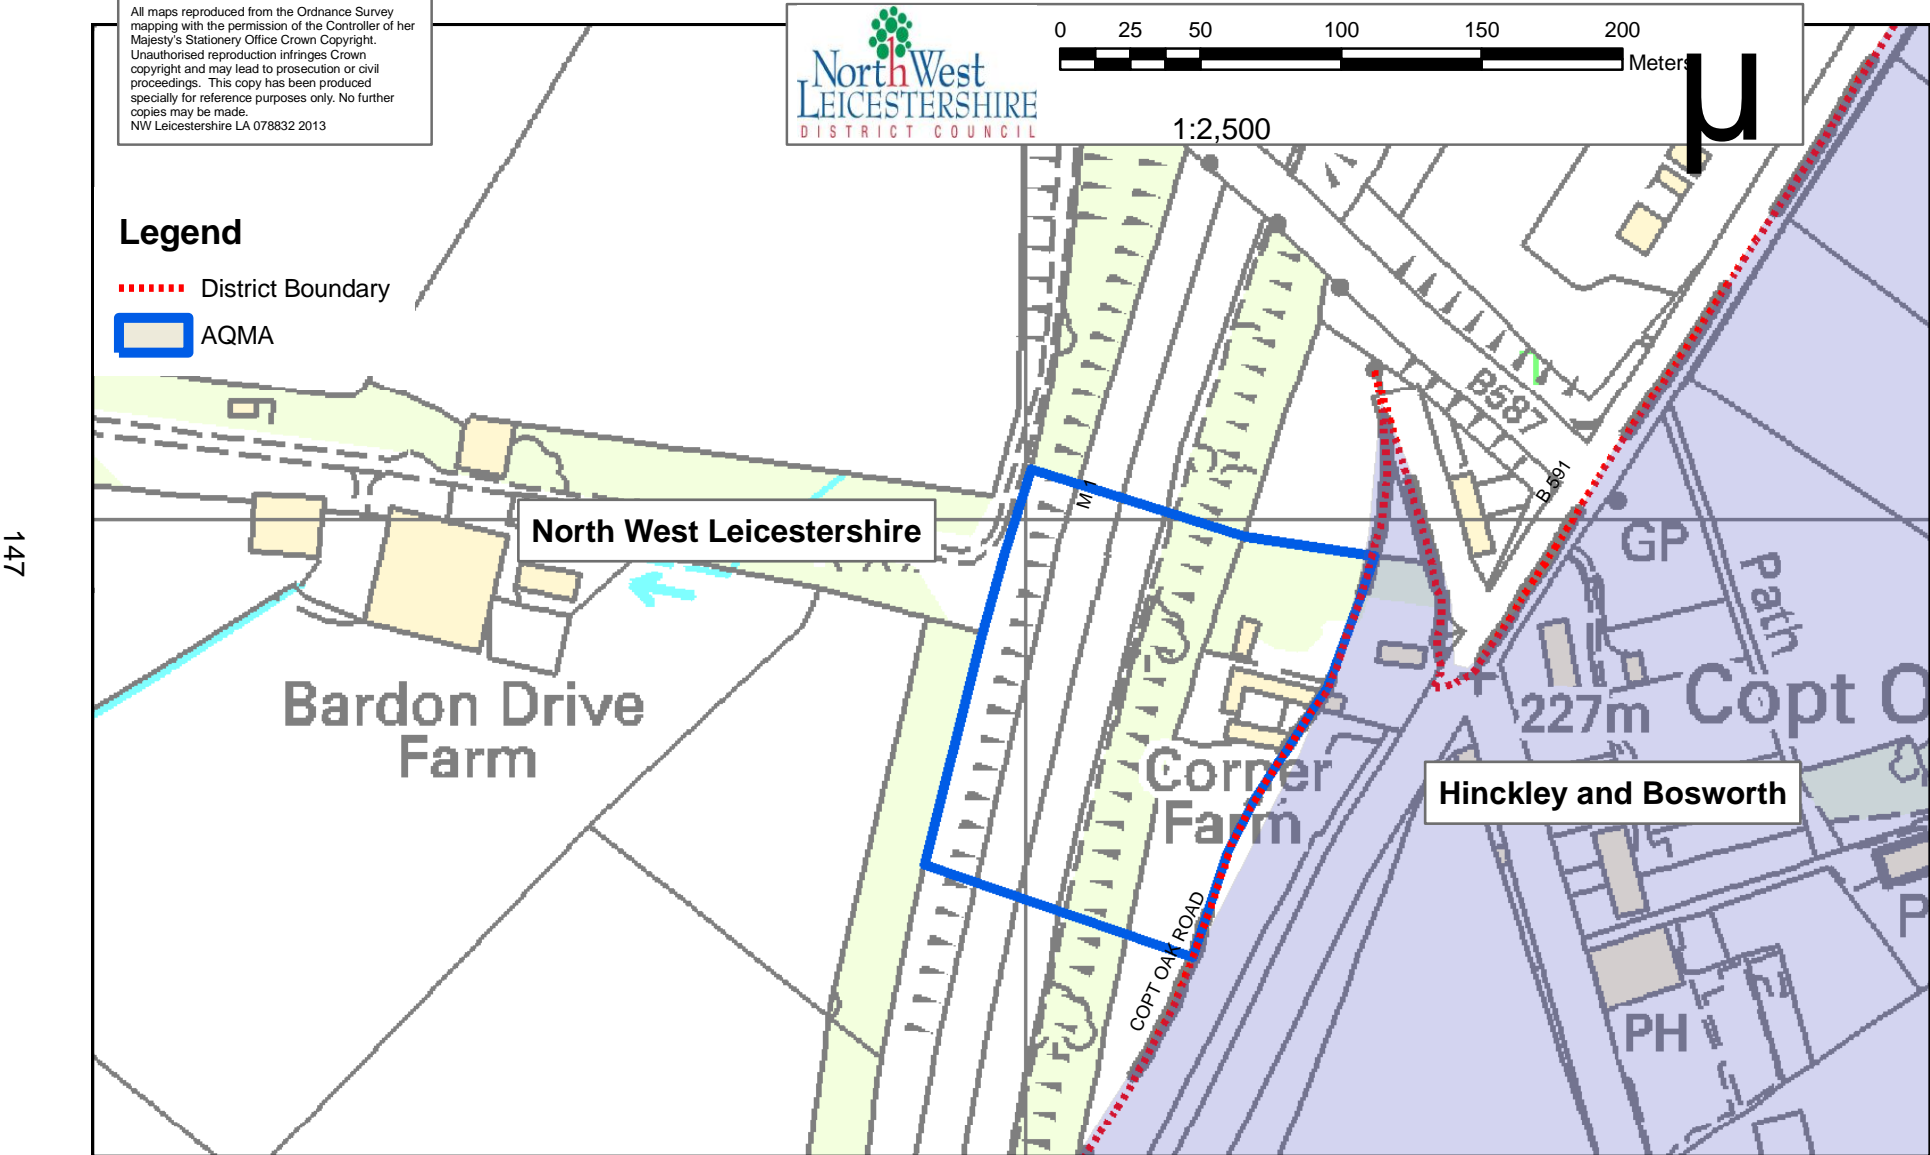 All maps reproduced from the Ordnance Survey
mapping with the permission of the Controller of her
Majesty's Stationery Office Crown Copyright.
Unauthorised reproduction infringes Crown
copyright and may lead to prosecution or civil
proceedings. This copy has been produced
specially for reference purposes only. No further
copies may be made.
NW Leicestershire LA 078832 2013
North West
LEICESTERSHIRE
DISTRICT COUNCIL
0 25 50 100 150 200
Meters
1:2,500
µ
Legend
District Boundary
AQMA
B587
B 591
M 1
North West Leicestershire
GP
Path
Bardon Drive
Farm
227m
Copt O
Corner
Farm
Hinckley and Bosworth
COPT OAK ROAD
P
PH
147